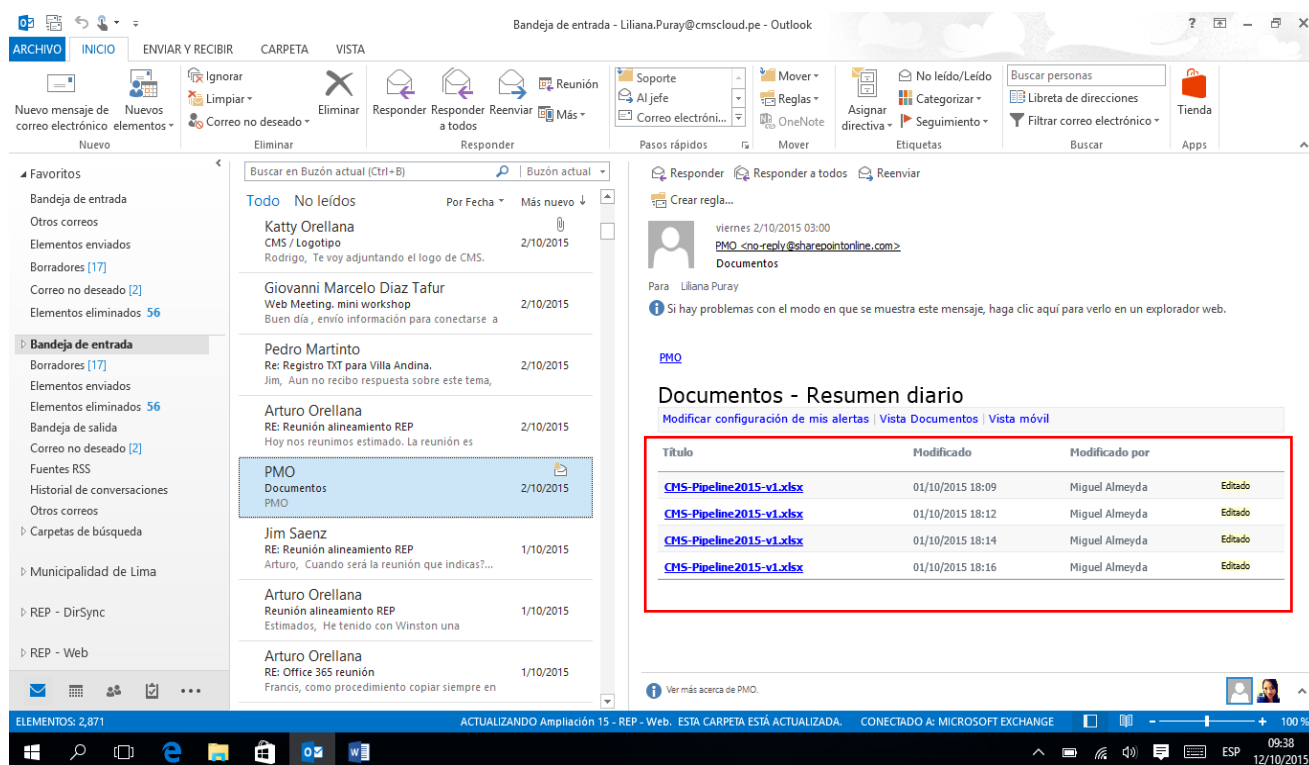 Bandeja de entrada - Liliana.Puray@cmscloud.pe - Outlook
ARCHIVO INICIO ENVIAR Y RECIBIR CARPETA VISTA
Nuevo mensaje de correo electrónico
Nuevos elementos
Nuevo
Ignorar
Limpiar
Correo no deseado
Eliminar
Eliminar
Responder
Responder a todos
Reenviar
Reunión
Más
Responder
Soporte
Al jefe
Correo electróni...
Pasos rápidos
Mover
Reglas
OneNote
Mover
Asignar directiva
No leído/Leído
Categorizar
Seguimiento
Etiquetas
Buscar personas
Libreta de direcciones
Filtrar correo electrónico
Buscar
Tienda
Apps
Favoritos
Bandeja de entrada
Otros correos
Elementos enviados
Borradores [17]
Correo no deseado [2]
Elementos eliminados 56
Bandeja de entrada
Borradores [17]
Elementos enviados
Elementos eliminados 56
Bandeja de salida
Correo no deseado [2]
Fuentes RSS
Historial de conversaciones
Otros correos
Carpetas de búsqueda
Municipalidad de Lima
REP - DirSync
REP - Web
Buscar en Buzón actual (Ctrl+B) Buzón actual
Todo No leídos Por Fecha Más nuevo ↓
Katty Orellana
CMS / Logotipo 2/10/2015
Rodrigo, Te voy adjuntando el logo de CMS.
Giovanni Marcelo Diaz Tafur
Web Meeting. mini workshop 2/10/2015
Buen día , envío información para conectarse a
Pedro Martinto
Re: Registro TXT para Villa Andina. 2/10/2015
Jim, Aun no recibo respuesta sobre este tema,
Arturo Orellana
RE: Reunión alineamiento REP 2/10/2015
Hoy nos reunimos estimado. La reunión es
PMO
Documentos 2/10/2015
PMO
Jim Saenz
RE: Reunión alineamiento REP 1/10/2015
Arturo, Cuando será la reunión que indicas?...
Arturo Orellana
Reunión alineamiento REP 1/10/2015
Estimados, He tenido con Winston una
Arturo Orellana
RE: Office 365 reunión 1/10/2015
Francis, como procedimiento copiar siempre en
Responder Responder a todos Reenviar
Crear regla...
viernes 2/10/2015 03:00
PMO <no-reply@sharepointonline.com>
Documentos
Para Liliana Puray
Si hay problemas con el modo en que se muestra este mensaje, haga clic aquí para verlo en un explorador web.
PMO
Documentos - Resumen diario
Modificar configuración de mis alertas | Vista Documentos | Vista móvil
Título Modificado Modificado por
CMS-Pipeline2015-v1.xlsx 01/10/2015 18:09 Miguel Almeyda Editado
CMS-Pipeline2015-v1.xlsx 01/10/2015 18:12 Miguel Almeyda Editado
CMS-Pipeline2015-v1.xlsx 01/10/2015 18:14 Miguel Almeyda Editado
CMS-Pipeline2015-v1.xlsx 01/10/2015 18:16 Miguel Almeyda Editado
Ver más acerca de PMO.
ELEMENTOS: 2,871 ACTUALIZANDO Ampliación 15 - REP - Web. ESTA CARPETA ESTÁ ACTUALIZADA. CONECTADO A: MICROSOFT EXCHANGE 100 %
ESP 09:38
12/10/2015